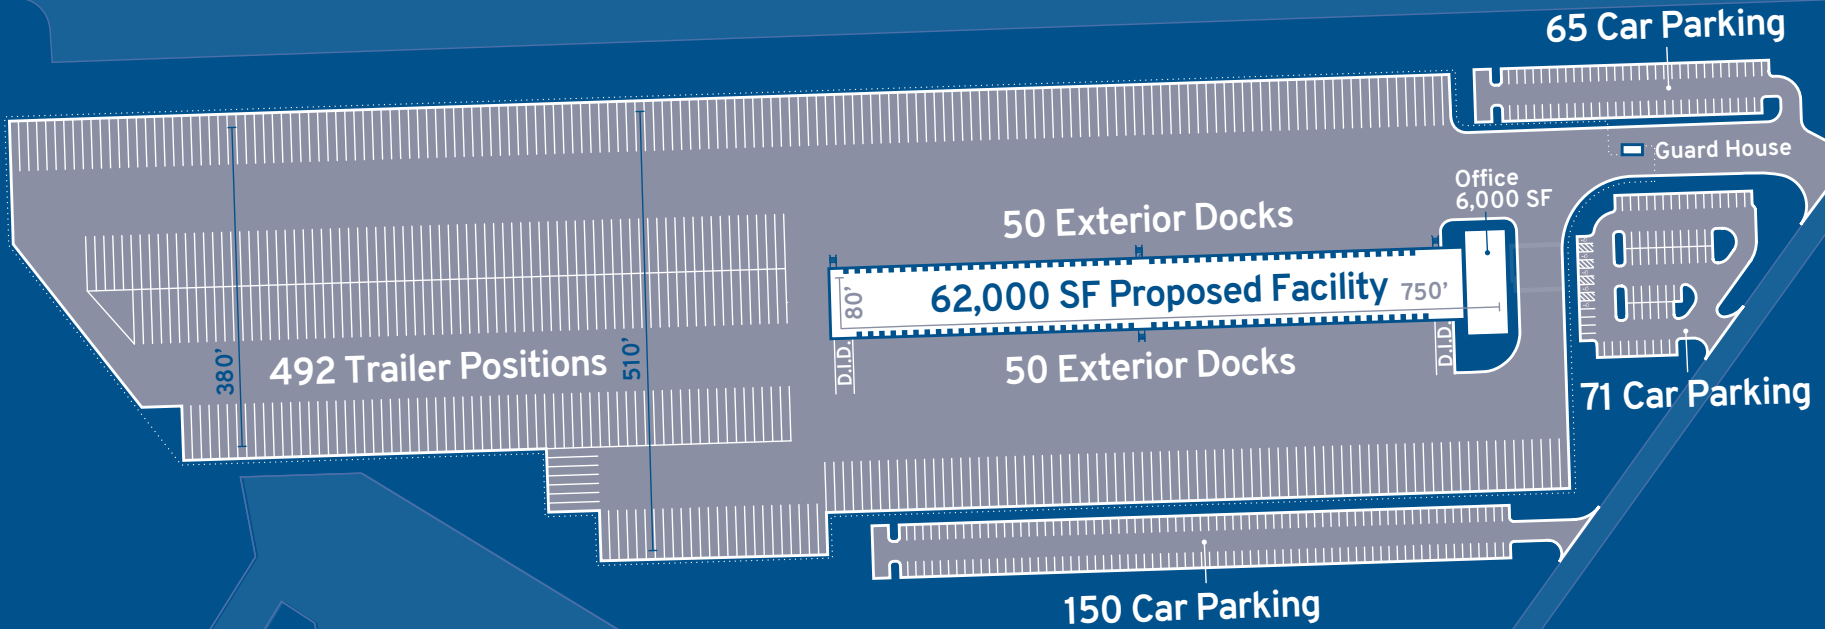 65 Car Parking
Guard House
Office
6,000 SF
50 Exterior Docks
62,000 SF Proposed Facility
750’
80’
D.I.D.
D.I.D.
380’
492 Trailer Positions
510’
50 Exterior Docks
71 Car Parking
150 Car Parking